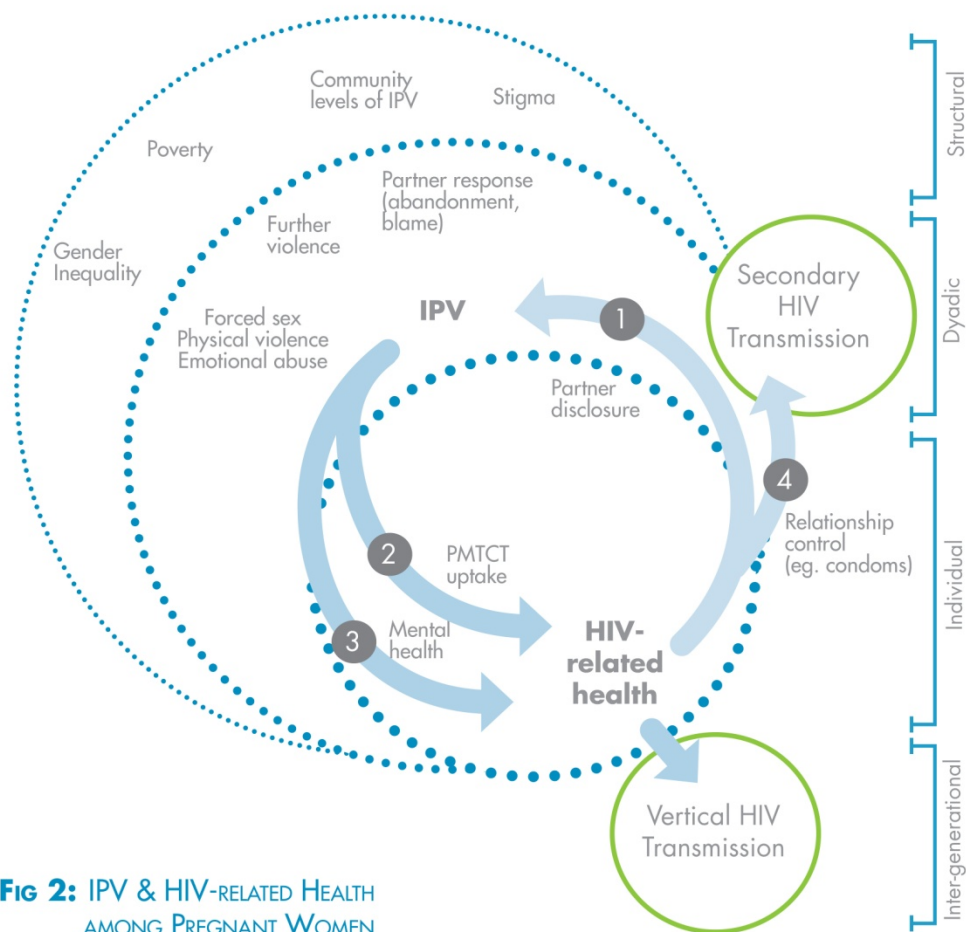 Community
levels of IPV
Stigma
Poverty
Structural
Partner response
(abandonment,
blame)
Further
violence
Gender
Inequality
Secondary
HIV
Transmission
Dyadic
IPV
1
Forced sex
Physical violence
Emotional abuse
Partner
disclosure
4
Relationship
control
(eg. condoms)
Individual
2
PMTCT
uptake
3
Mental
health
HIV-
related
health
Vertical HIV
Transmission
Inter-generational
FIG 2: IPV & HIV-RELATED HEALTH
AMONG PREGNANT WOMEN